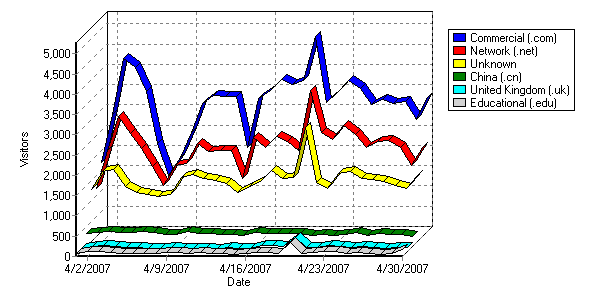 Commercial (.com)
Network (.net)
Unknown
China (.cn)
United Kingdom (.uk)
Educational (.edu)
Visitors
5,000
4,500
4,000
3,500
3,000
2,500
2,000
1,500
1,000
500
0
4/2/2007 4/9/2007 4/16/2007 4/23/2007 4/30/2007
Date